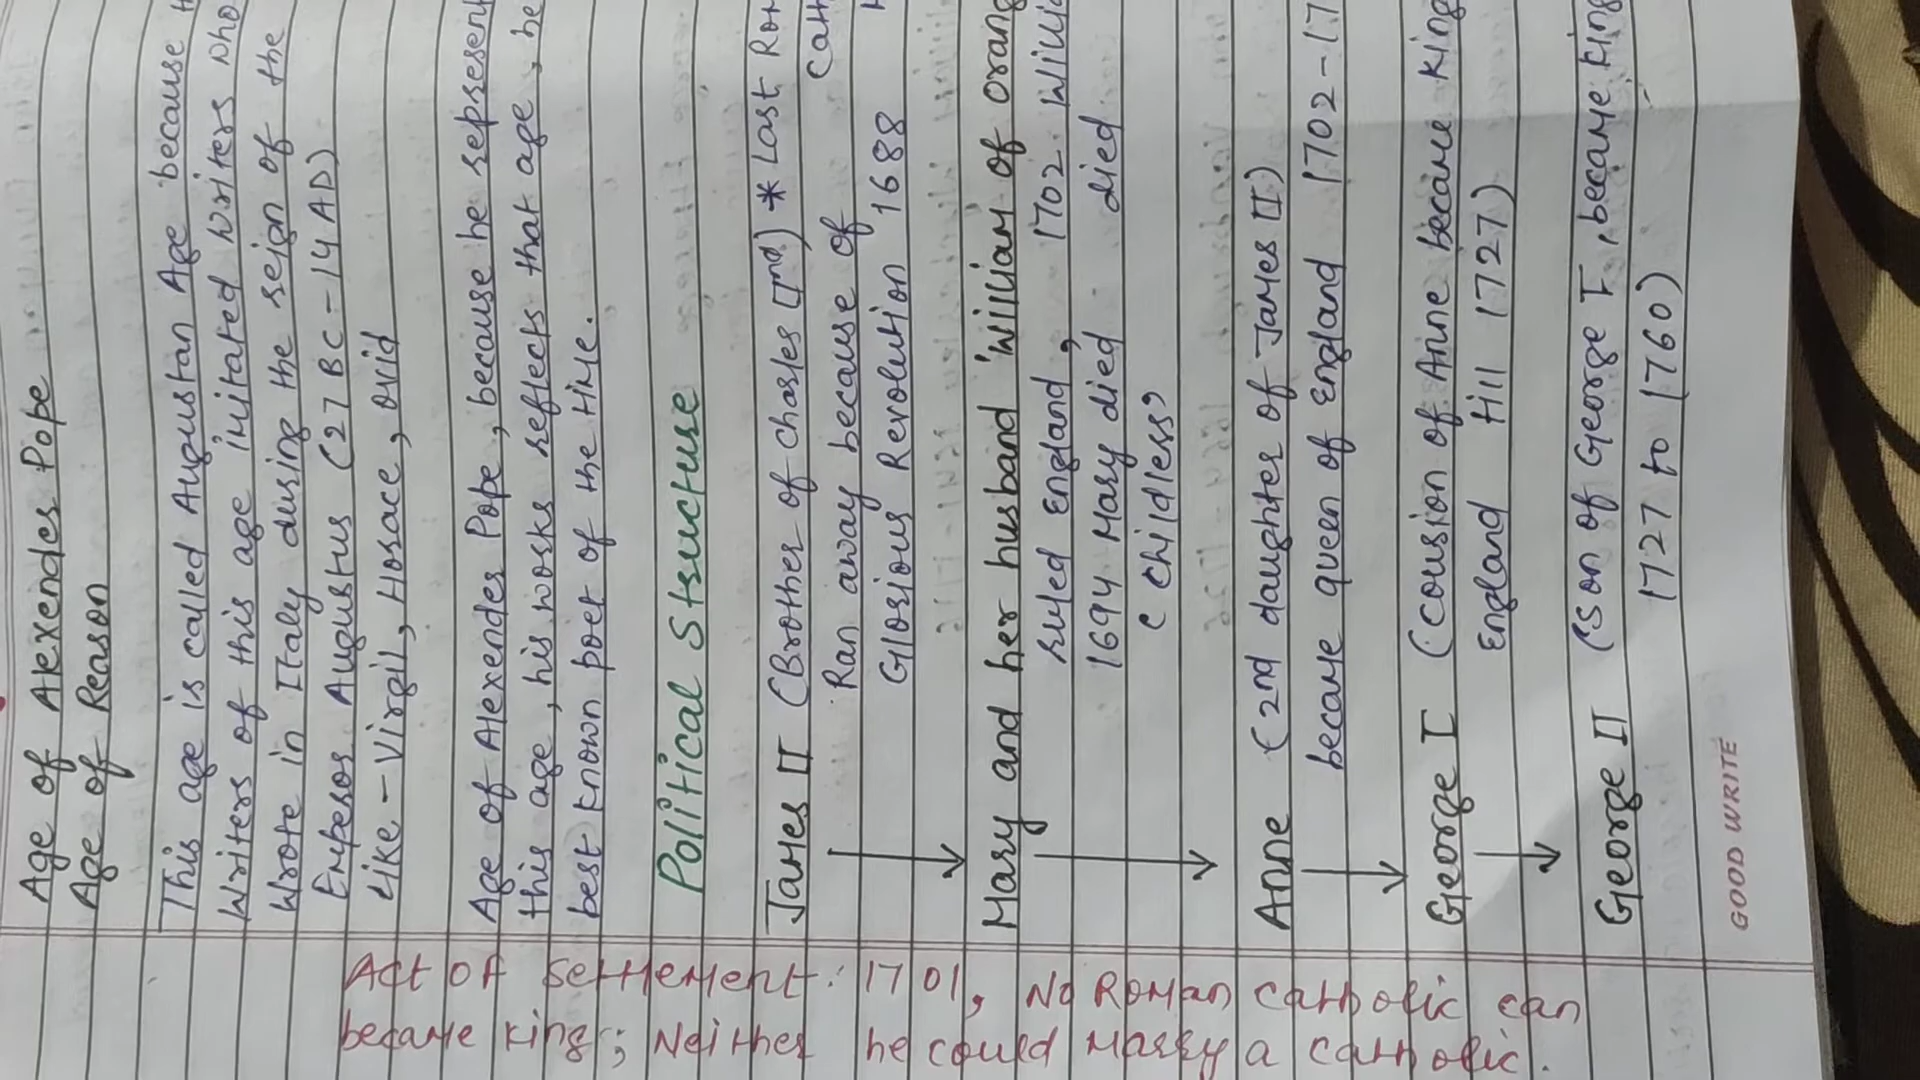 Age of Alexender Pope
Age of Reason
This age is called Augustan Age because
Writers of this age imitated writers who
wrote in Italy during the reign of the
Emperor Augustus (27 BC - 14 AD)
like - Virgil, Horace, ovid
Age of Alexender Pope, because he represent
this age, his works reflects that age, he
best known poet of the time.
Political Structure
James II (Brother of Charles IInd) * Last Rom
Ran away because of Cath
Glorious Revolution 1688
Mary and her husband 'William of orang
ruled England, 1702 Willia
1694 Mary died died
(childless)
Anne (2nd daughter of James II)
became queen of England 1702-17
George I (cousion of Anne became king
England till 1727)
George II (son of George I, became king
1727 to 1760)
Act of Settlement: 1701, No Roman catholic can
became king; Neither he could marry a catholic.
GOOD WRITE